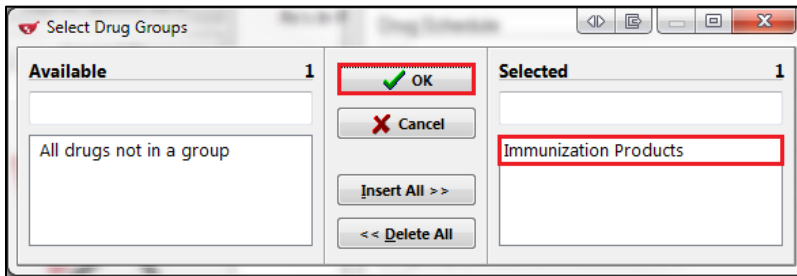 Select Drug Groups
Available 1
All drugs not in a group
OK
Cancel
Insert All >>
<< Delete All
Selected 1
Immunization Products